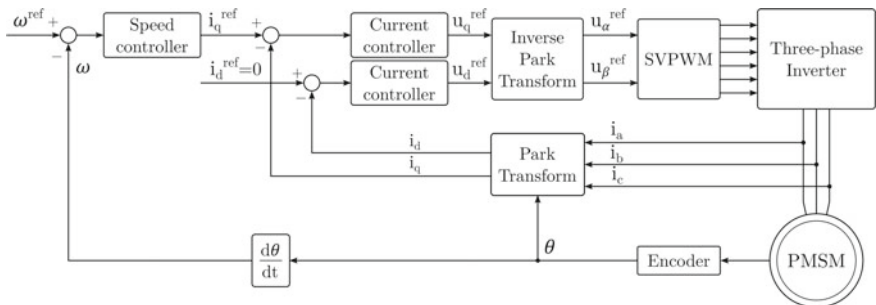 ω^ref + −
Speed controller
i_q^ref + −
Current controller
u_q^ref
Inverse Park Transform
u_α^ref
SVPWM
Three-phase Inverter
ω
i_d^ref=0 + −
Current controller
u_d^ref
u_β^ref
i_d
i_q
Park Transform
i_a
i_b
i_c
dθ
dt
θ
Encoder
PMSM